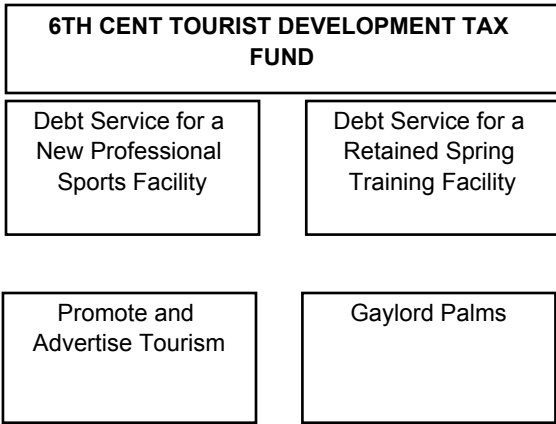 6TH CENT TOURIST DEVELOPMENT TAX
FUND
Debt Service for a
New Professional
Sports Facility
Debt Service for a
Retained Spring
Training Facility
Promote and
Advertise Tourism
Gaylord Palms